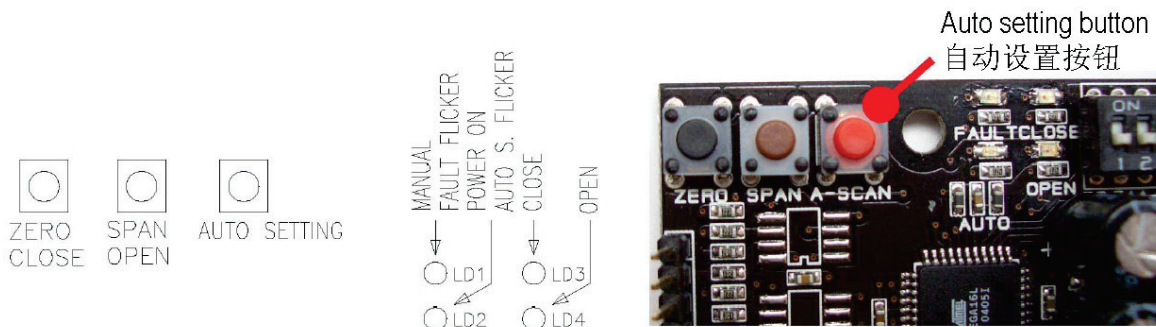 Auto setting button
自动设置按钮
ZERO
CLOSE
SPAN
OPEN
AUTO SETTING
MANUAL
FAULT FLICKER
POWER ON
AUTO S. FLICKER
CLOSE
OPEN
LD1
LD3
LD2
LD4
ZERO SPAN A-SCAN
FAULT CLOSE
OPEN
AUTO
ON
1 2
EGA16L
0405I